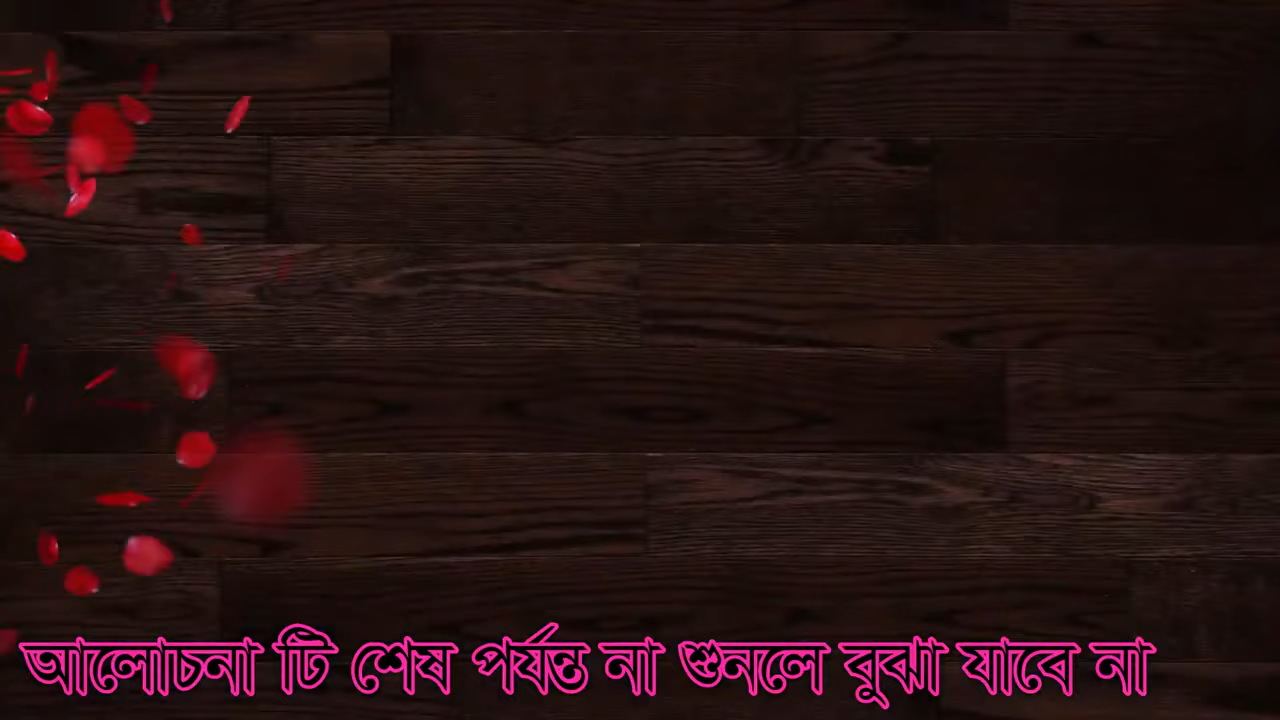 আলোচনা টি শেষ পর্যন্ত না শুনলে বুঝা যাবে না